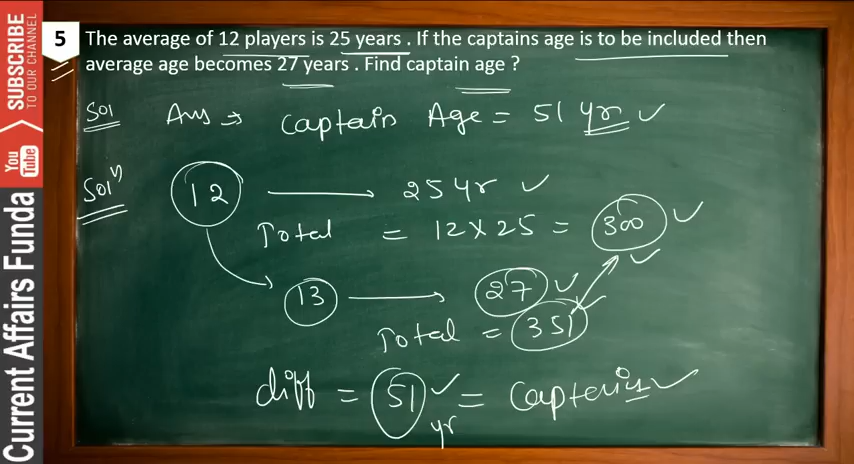 SUBSCRIBE
TO OUR CHANNEL
You Tube
Current Affairs Funda
5 The average of 12 players is 25 years . If the captains age is to be included then
average age becomes 27 years . Find captain age ?
Sol Ans → Captain Age = 51 yr
Sol 12 → 25 yr
Total = 12 × 25 = 300
13 → 27
Total = 351
diff = 51 yr = Captain